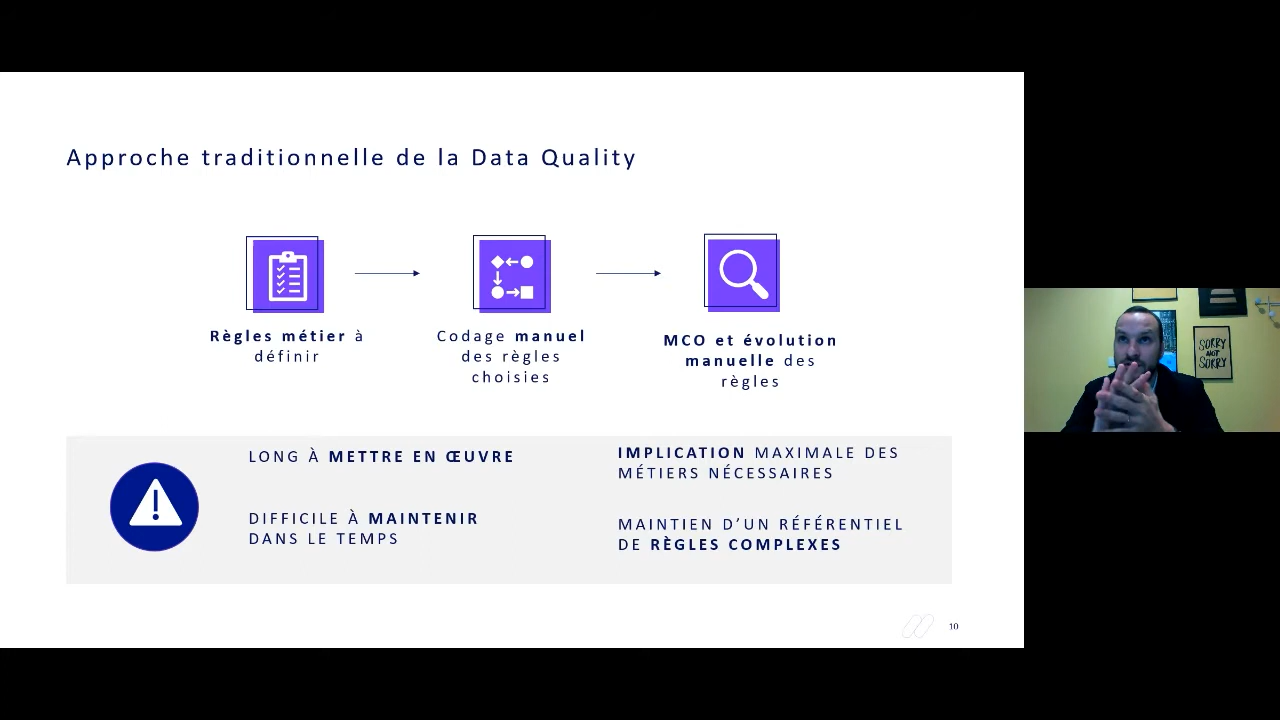 Approche traditionnelle de la Data Quality
Règles métier à
définir
Codage manuel
des règles
choisies
MCO et évolution
manuelle des
règles
LONG À METTRE EN ŒUVRE
DIFFICILE À MAINTENIR
DANS LE TEMPS
IMPLICATION MAXIMALE DES
MÉTIERS NÉCESSAIRES
MAINTIEN D’UN RÉFÉRENTIEL
DE RÈGLES COMPLEXES
10
SORRY
NOT
SORRY